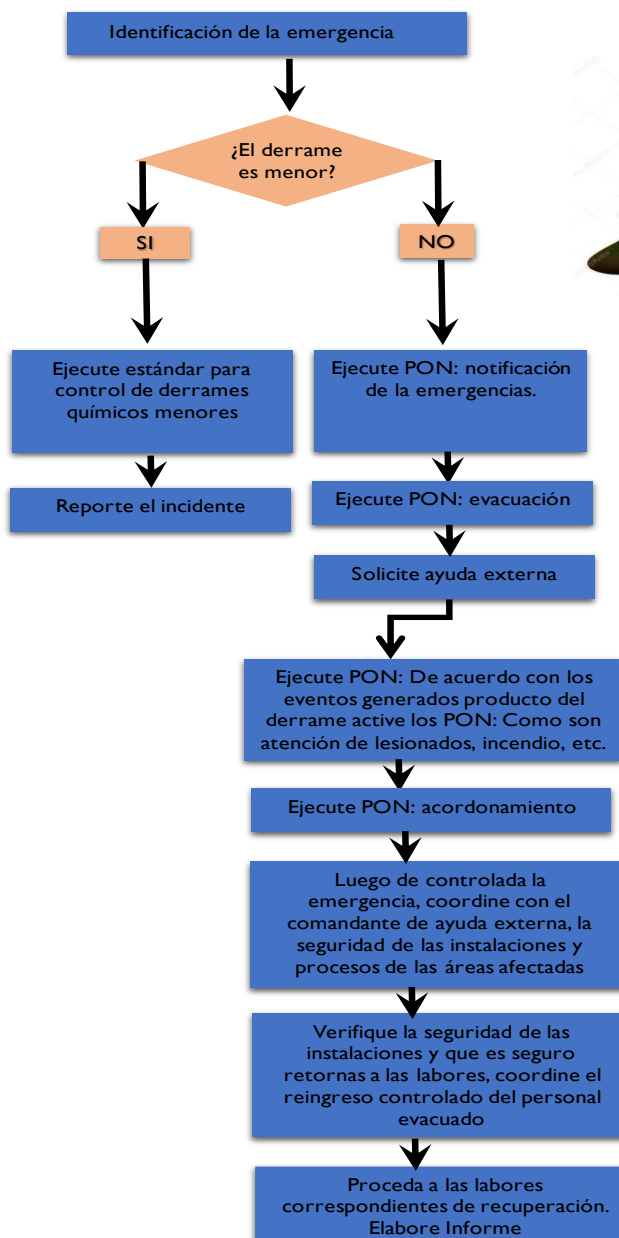 Identificación de la emergencia
¿El derrame
es menor?
SI
NO
Ejecute estándar para
control de derrames
químicos menores
Reporte el incidente
Ejecute PON: notificación
de la emergencias.
Ejecute PON: evacuación
Solicite ayuda externa
Ejecute PON: De acuerdo con los
eventos generados producto del
derrame active los PON: Como son
atención de lesionados, incendio, etc.
Ejecute PON: acordonamiento
Luego de controlada la
emergencia, coordine con el
comandante de ayuda externa, la
seguridad de las instalaciones y
procesos de las áreas afectadas
Verifique la seguridad de las
instalaciones y que es seguro
retornas a las labores, coordine el
reingreso controlado del personal
evacuado
Proceda a las labores
correspondientes de recuperación.
Elabore Informe